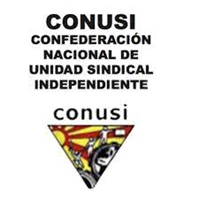 CONUSI
CONFEDERACIÓN
NACIONAL DE
UNIDAD SINDICAL
INDEPENDIENTE
conusi